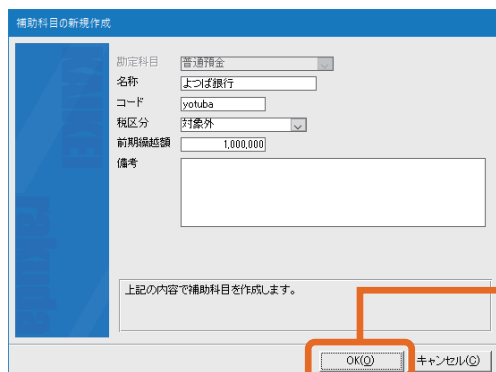 補助科目の新規作成
勘定科目 普通預金
名称 よつば銀行
コード yotuba
税区分 対象外
前期繰越額 1,000,000
備考
上記の内容で補助科目を作成します。
OK(O) キャンセル(C)
rakuda